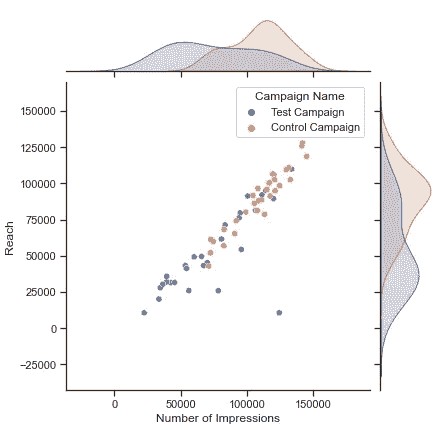 Campaign Name
Test Campaign
Control Campaign
150000
125000
100000
75000
50000
25000
0
−25000
Reach
0
50000
100000
150000
Number of Impressions